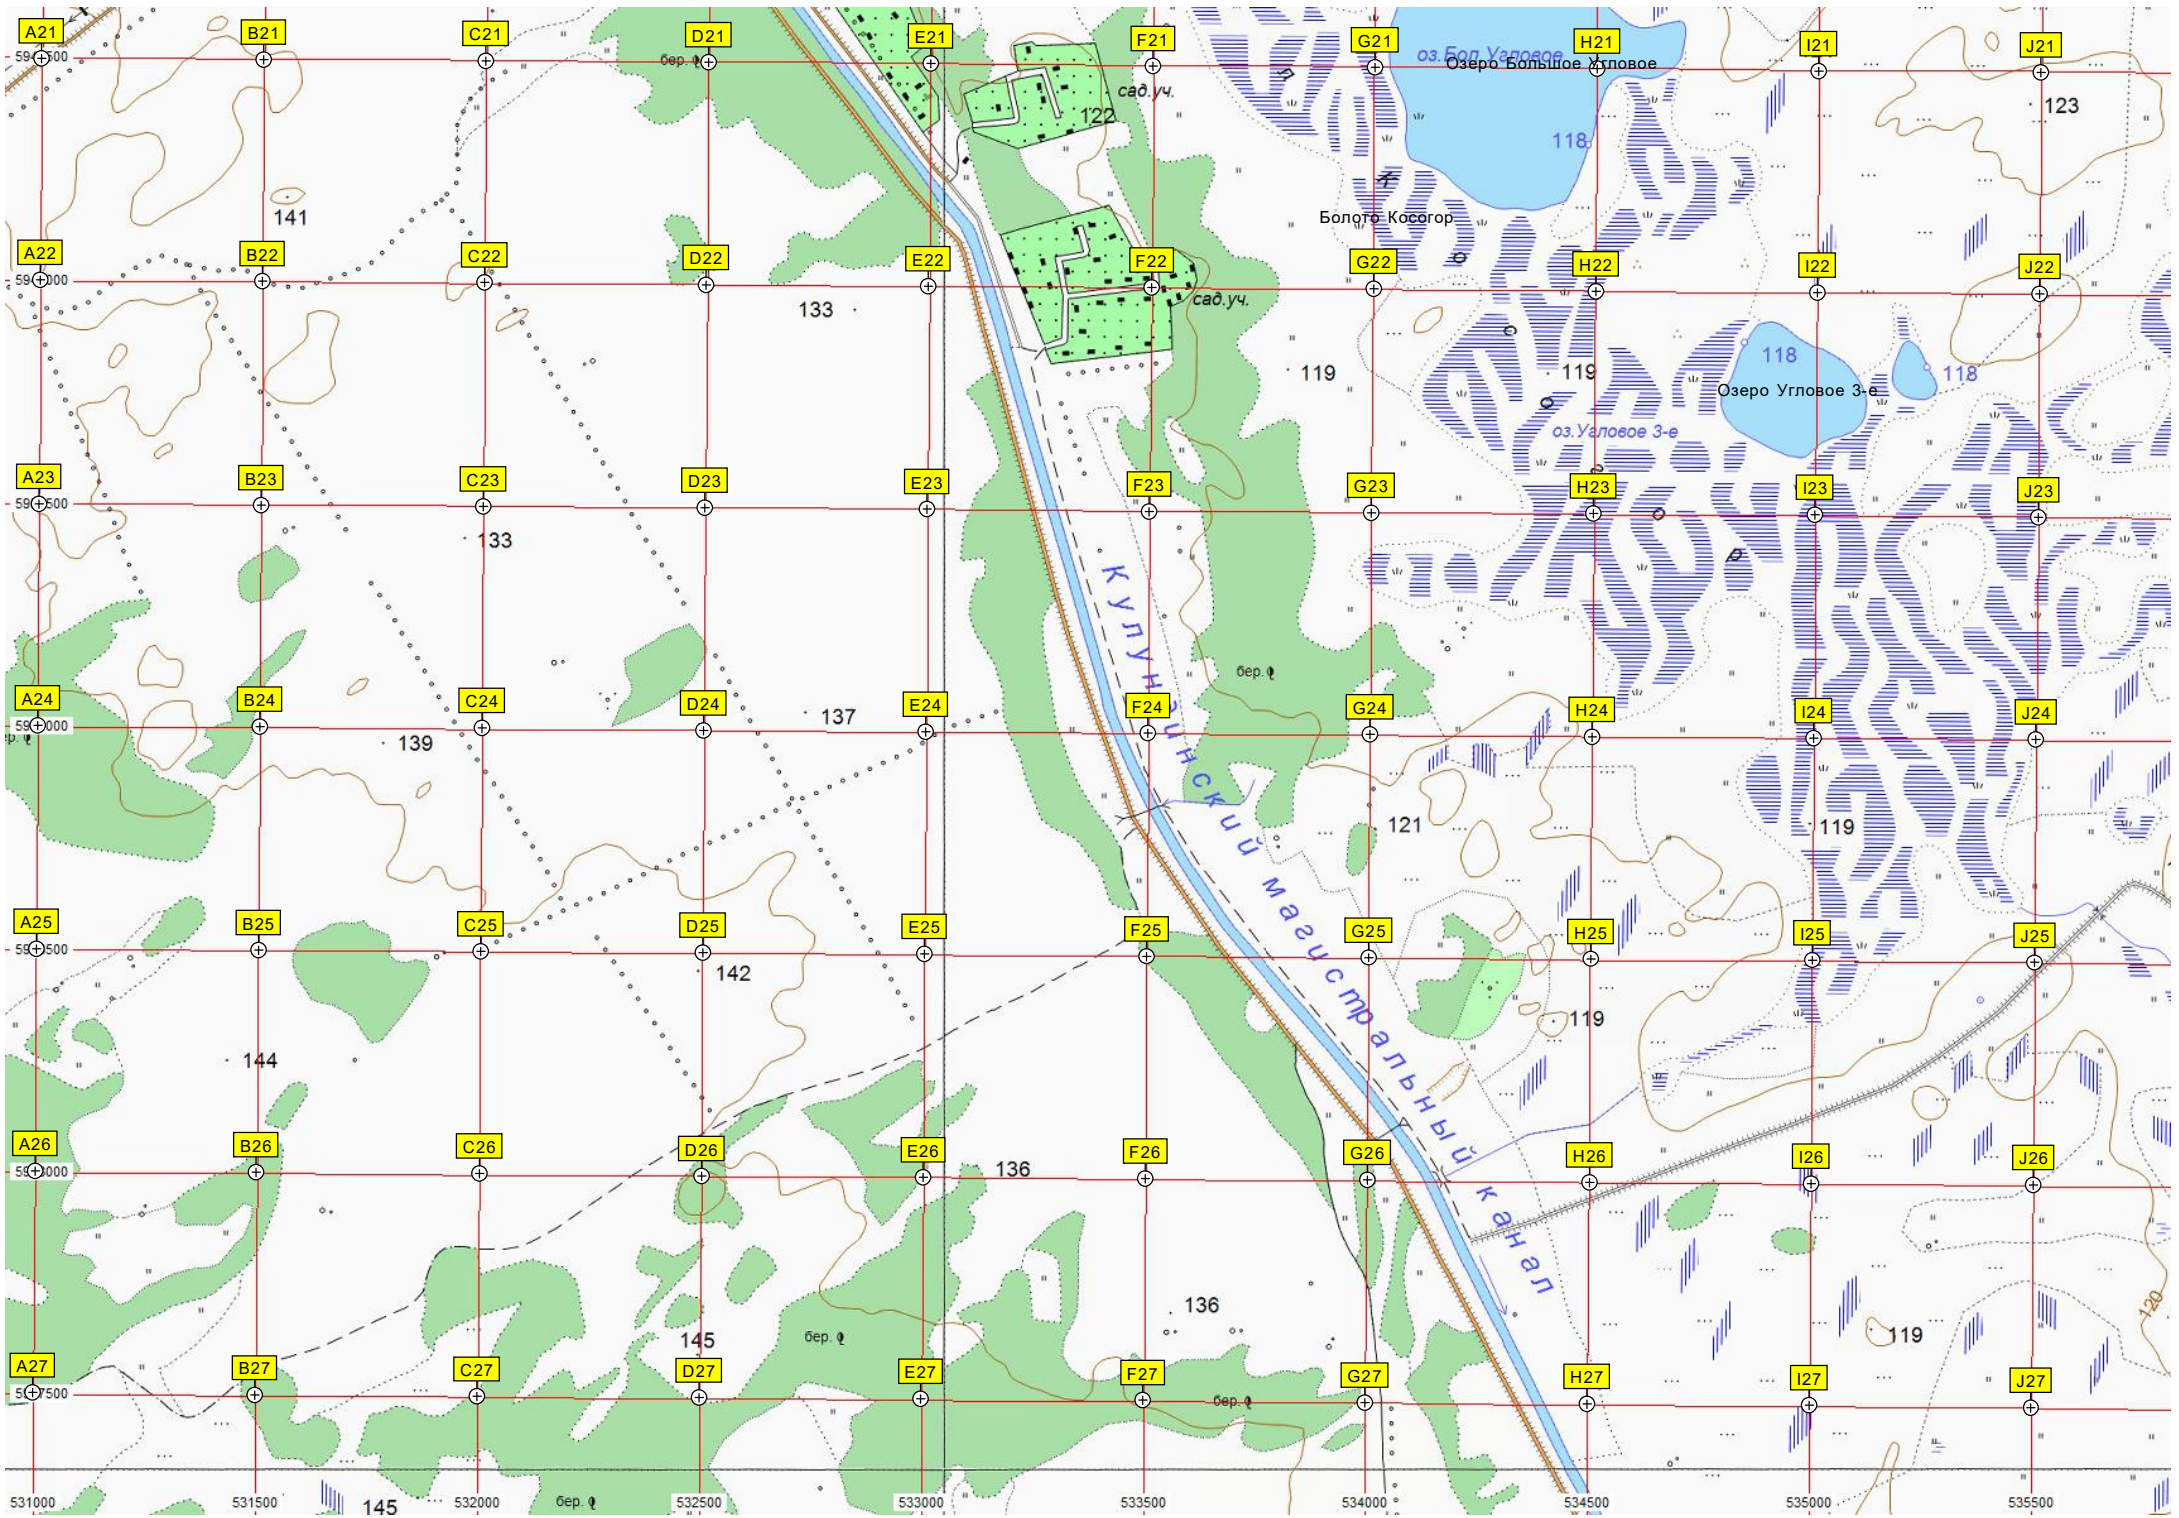 A21 B21 C21 D21 E21 F21 G21 H21 I21 J21
бер.
оз.Бол.Угловое
Озеро Большое Угловое
сад.уч.
122
123
118
141
Болото Косогор
A22 B22 C22 D22 E22 F22 G22 H22 I22 J22
133
сад.уч.
К о с о г о р
119
119
118
118
Озеро Угловое 3-е
оз.Угловое 3-е
A23 B23 C23 D23 E23 F23 G23 H23 I23 J23
133
Кулундинский магистральный канал
бер.
A24 B24 C24 D24 E24 F24 G24 H24 I24 J24
137
139
121
119
A25 B25 C25 D25 E25 F25 G25 H25 I25 J25
142
119
144
A26 B26 C26 D26 E26 F26 G26 H26 I26 J26
136
136
120
119
145
бер.
A27 B27 C27 D27 E27 F27 G27 H27 I27 J27
бер.
145
бер.
531000 531500 532000 532500 533000 533500 534000 534500 535000 535500